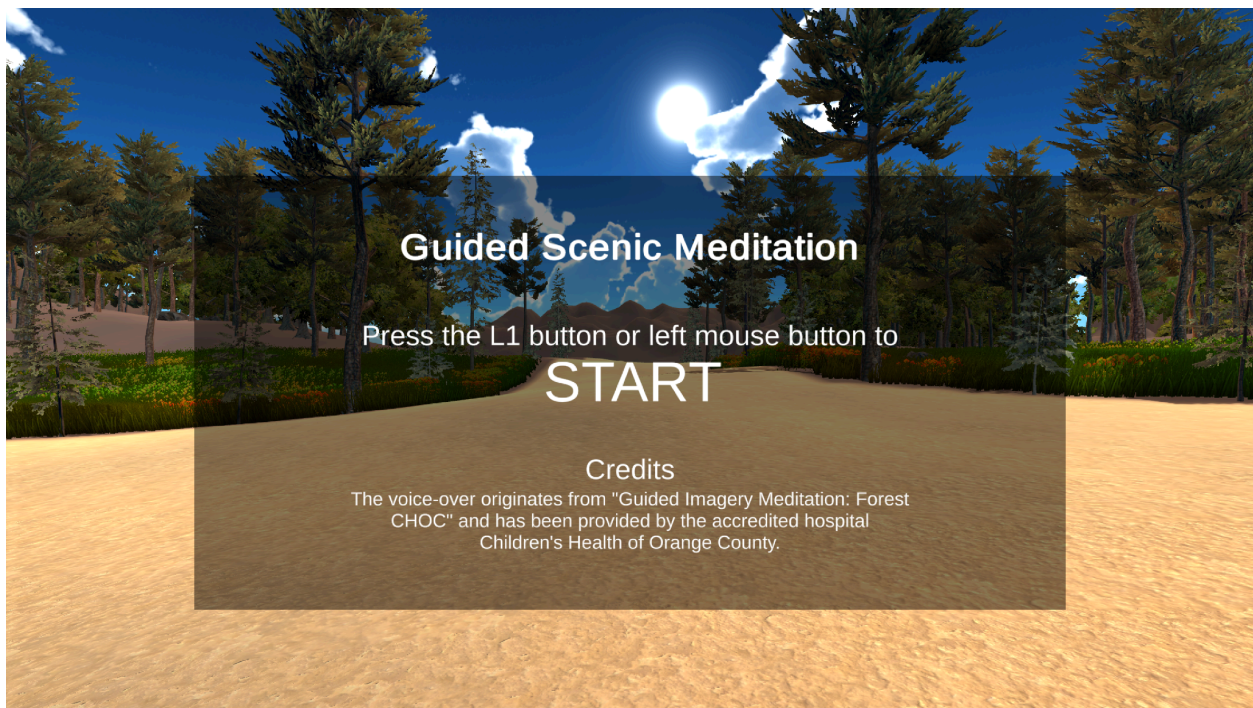 Guided Scenic Meditation
Press the L1 button or left mouse button to
START
Credits
The voice-over originates from "Guided Imagery Meditation: Forest
CHOC" and has been provided by the accredited hospital
Children's Health of Orange County.